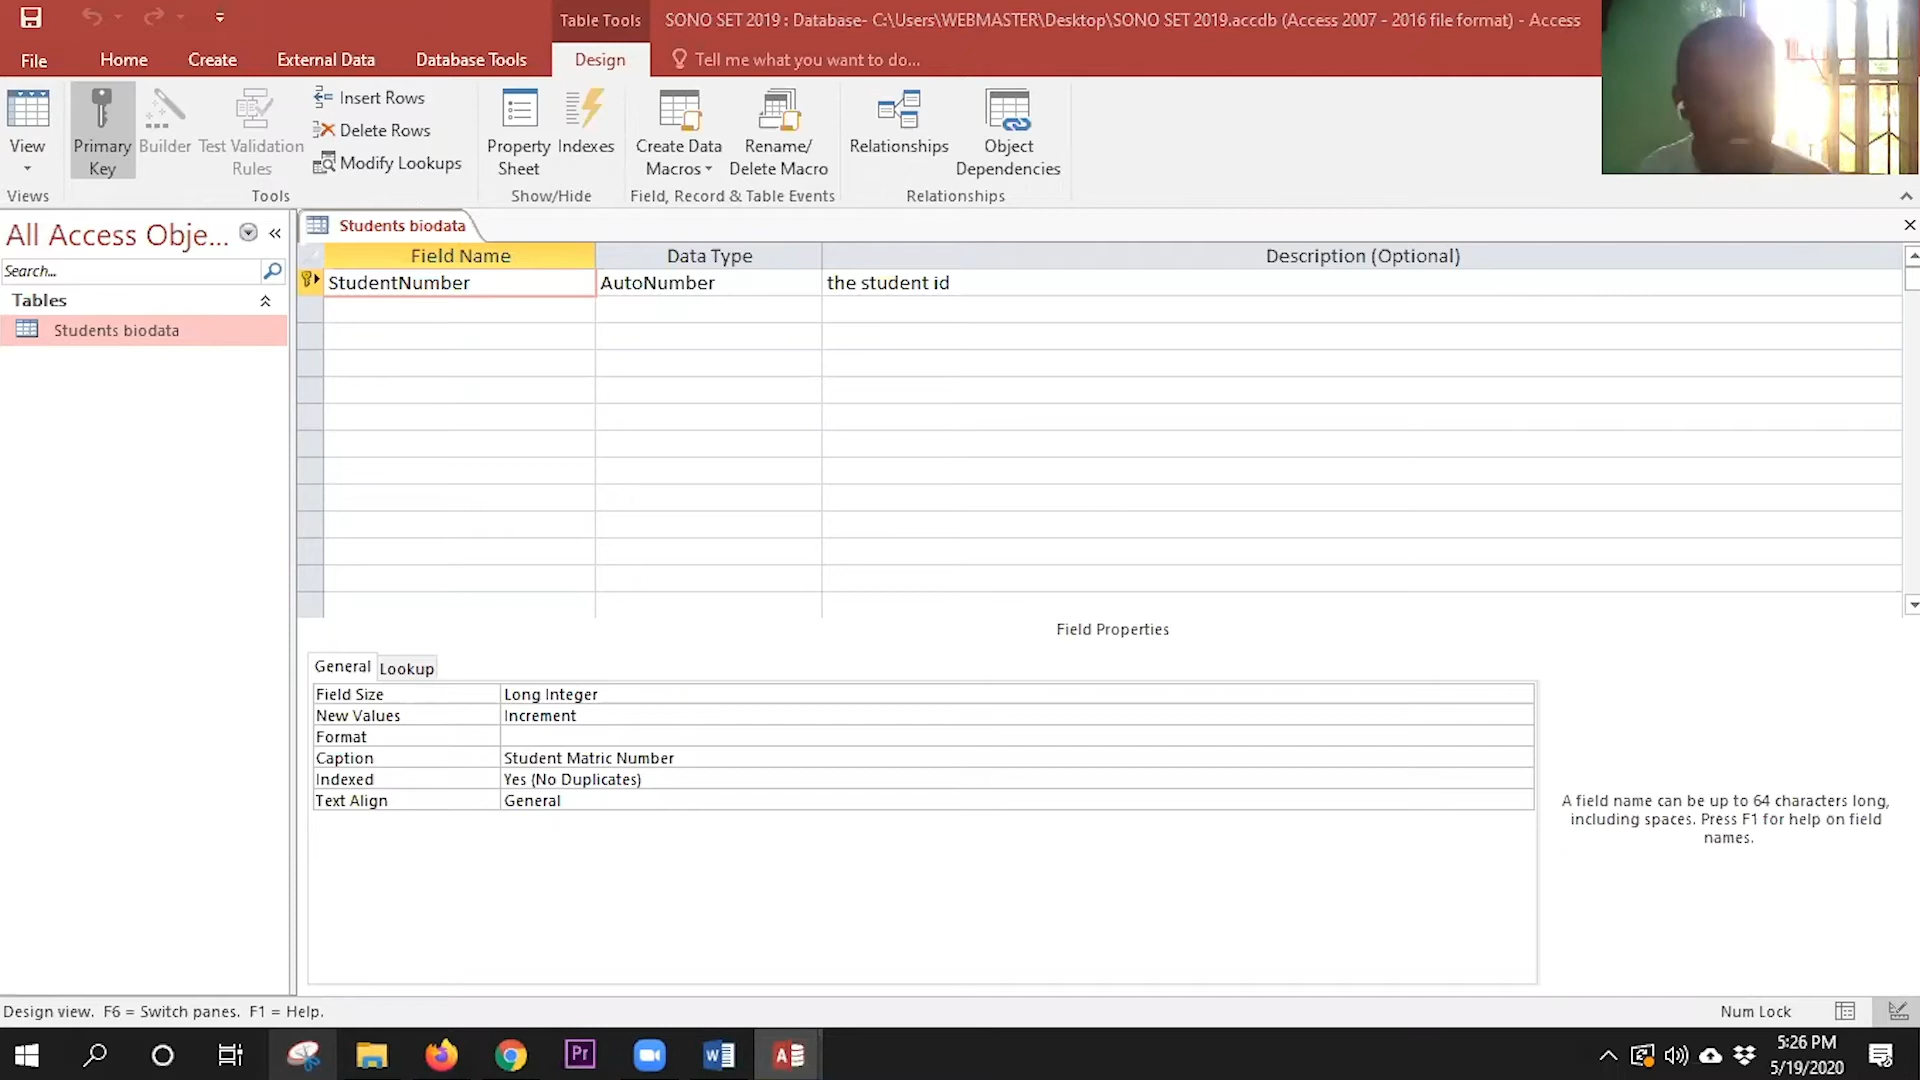 Table Tools
SONO SET 2019 : Database- C:\Users\WEBMASTER\Desktop\SONO SET 2019.accdb (Access 2007 - 2016 file format) - Access
File
Home
Create
External Data
Database Tools
Design
Tell me what you want to do...
View
Primary
Key
Builder
Test Validation
Rules
Insert Rows
Delete Rows
Modify Lookups
Property
Sheet
Indexes
Create Data
Macros
Rename/
Delete Macro
Relationships
Object
Dependencies
Views
Tools
Show/Hide
Field, Record & Table Events
Relationships
All Access Obje...
Search...
Tables
Students biodata
Students biodata
Field Name
Data Type
Description (Optional)
StudentNumber
AutoNumber
the student id
Field Properties
General
Lookup
Field Size
Long Integer
New Values
Increment
Format
Caption
Student Matric Number
Indexed
Yes (No Duplicates)
Text Align
General
A field name can be up to 64 characters long,
including spaces. Press F1 for help on field
names.
Design view. F6 = Switch panes. F1 = Help.
Num Lock
Pr
5:26 PM
5/19/2020